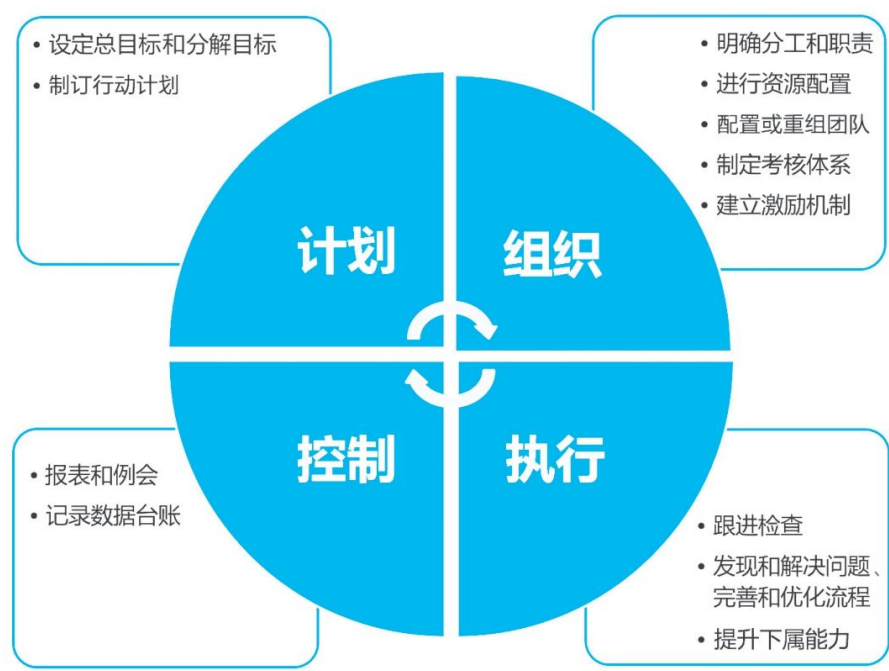 • 设定总目标和分解目标
• 制订行动计划
计划
• 明确分工和职责
• 进行资源配置
• 配置或重组团队
• 制定考核体系
• 建立激励机制
组织
控制
• 报表和例会
• 记录数据台账
执行
• 跟进检查
• 发现和解决问题、
完善和优化流程
• 提升下属能力